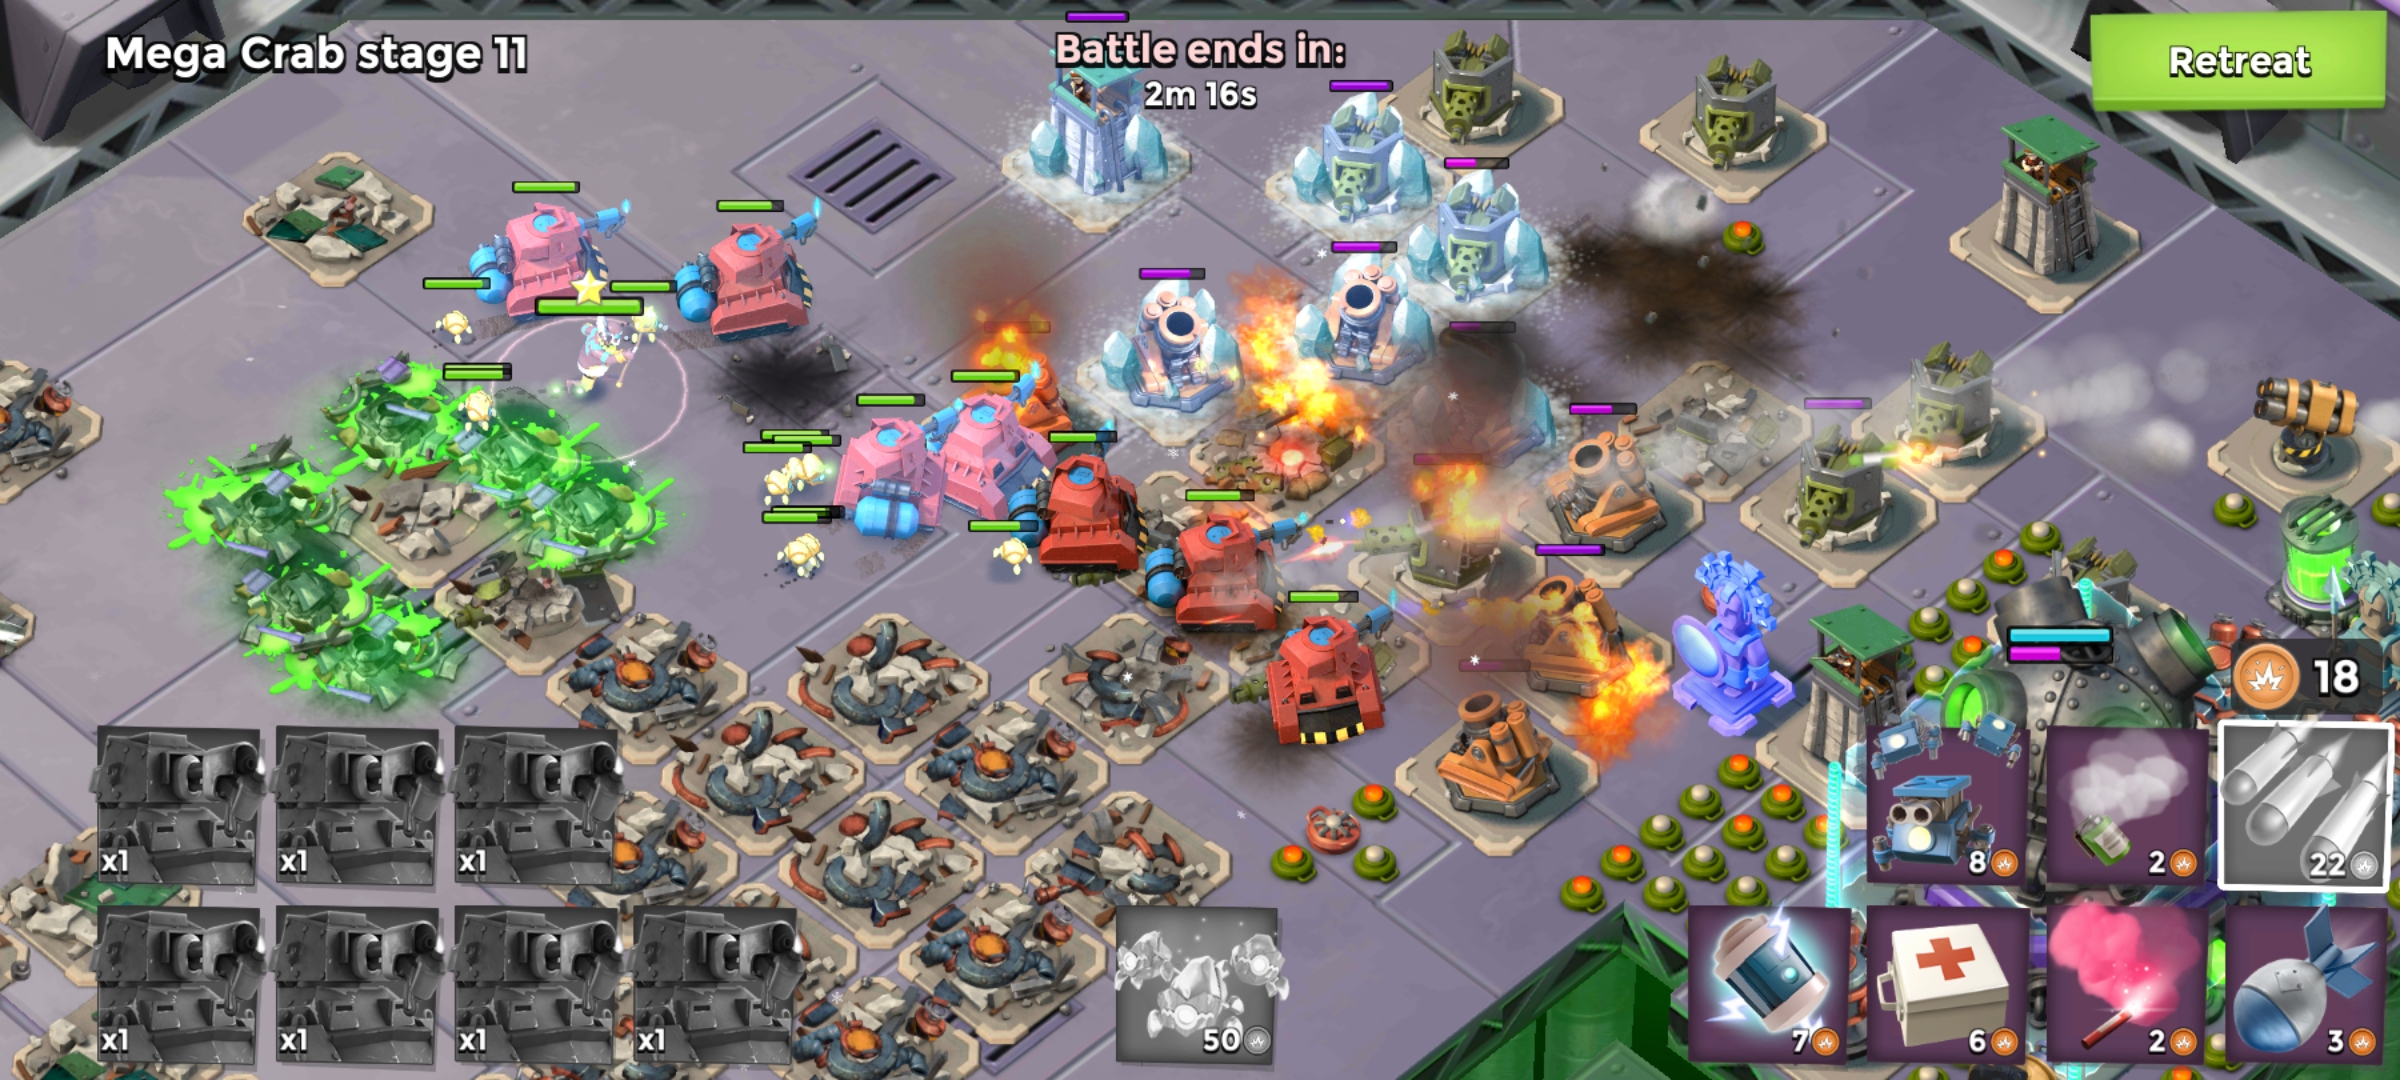 Mega Crab stage 11
Battle ends in:
2m 16s
Retreat
18
x1 x1 x1
8 2 22
x1 x1 x1 x1
50
7 6 2 3